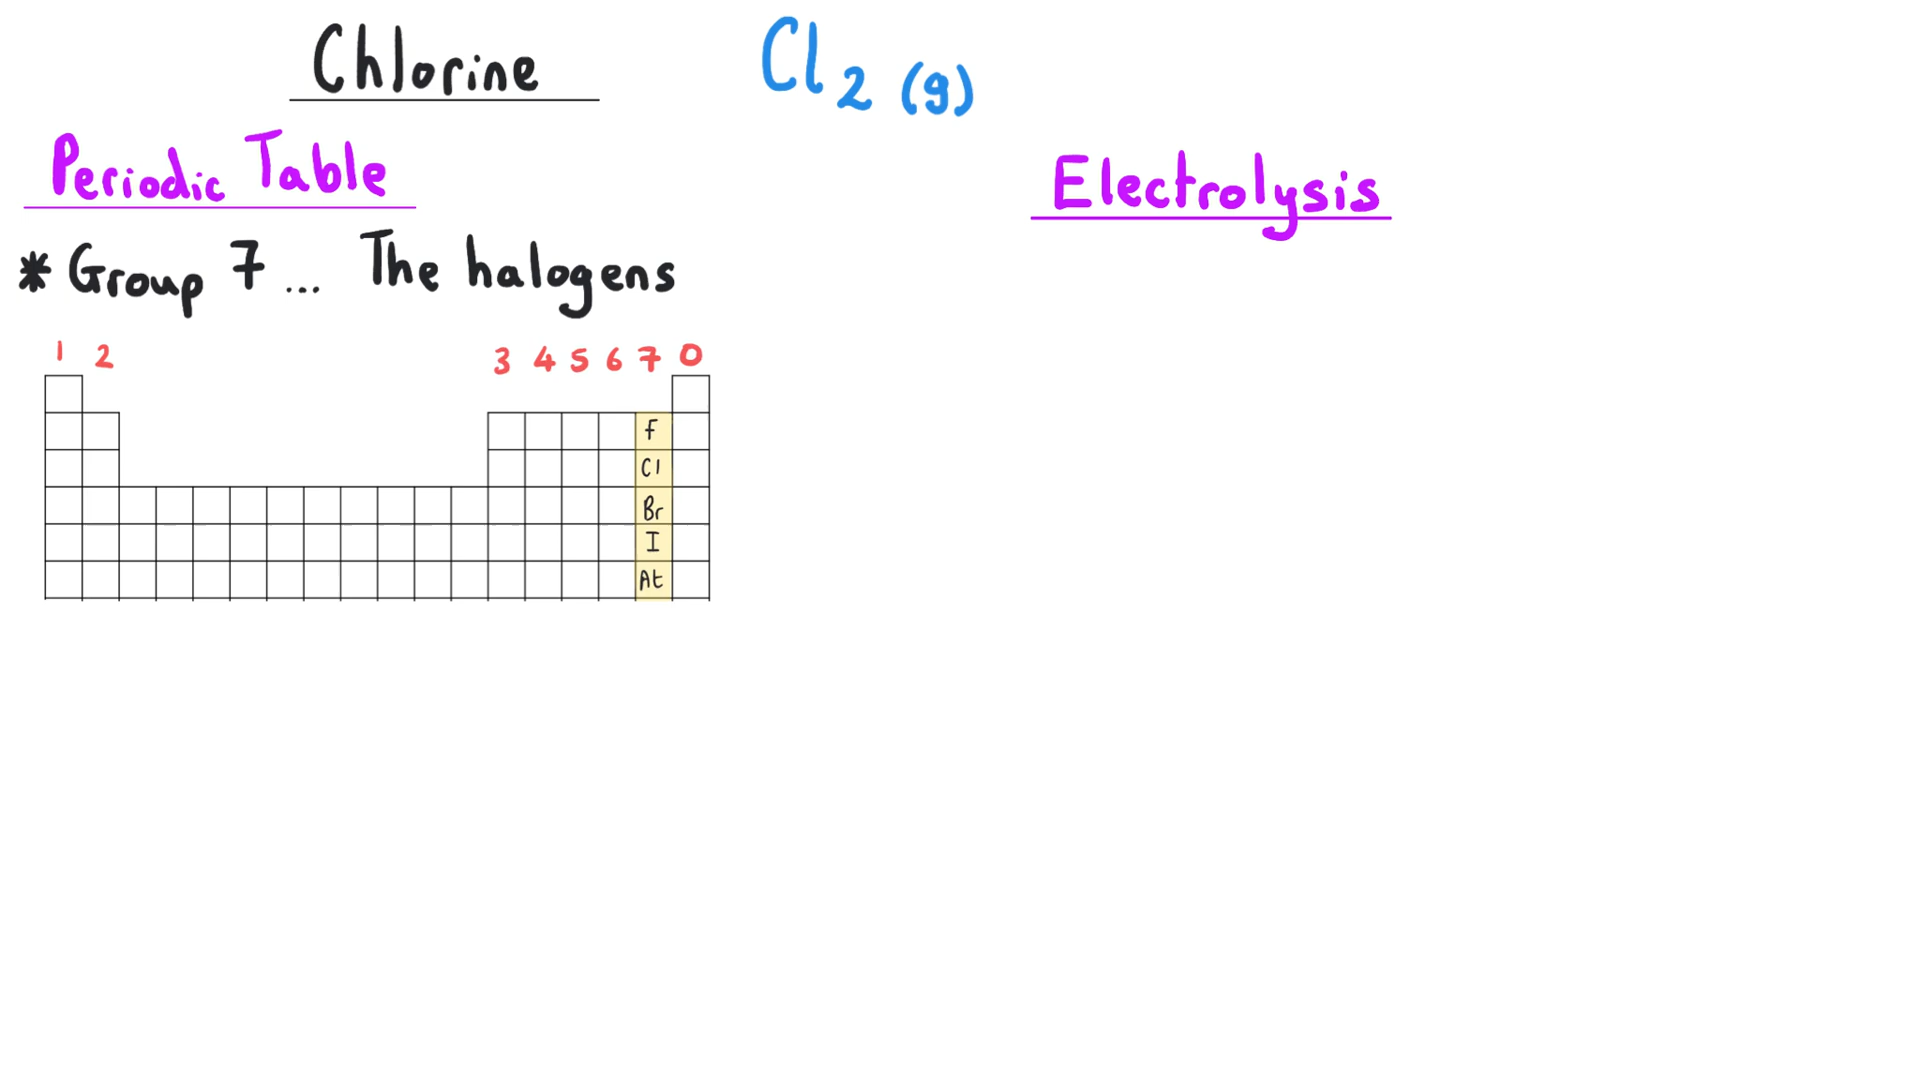 Chlorine Cl2 (g)
Periodic Table
Electrolysis
* Group 7 ... The halogens
1 2 3 4 5 6 7 0
F
Cl
Br
I
At